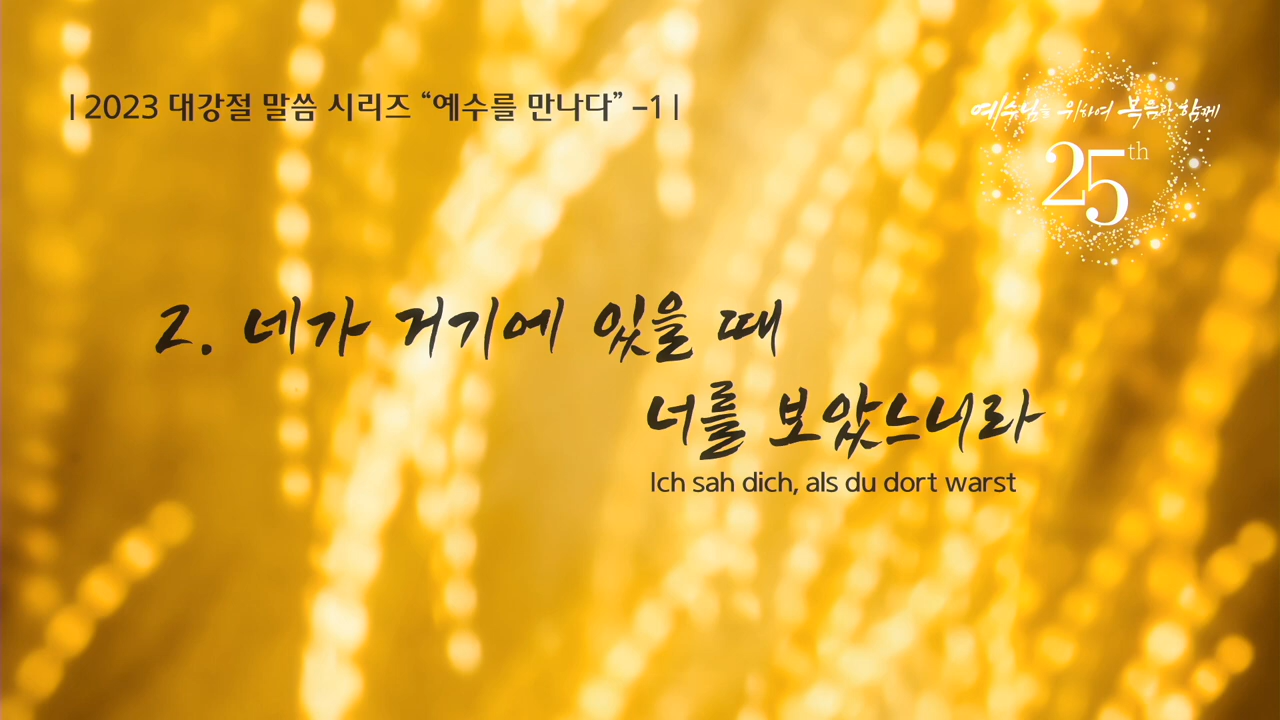 | 2023 대강절 말씀 시리즈 “예수를 만나다” –1 |
예수님을 위하여 복음과 함께
25th
2. 네가 거기에 있을 때
너를 보았느니라
Ich sah dich, als du dort warst